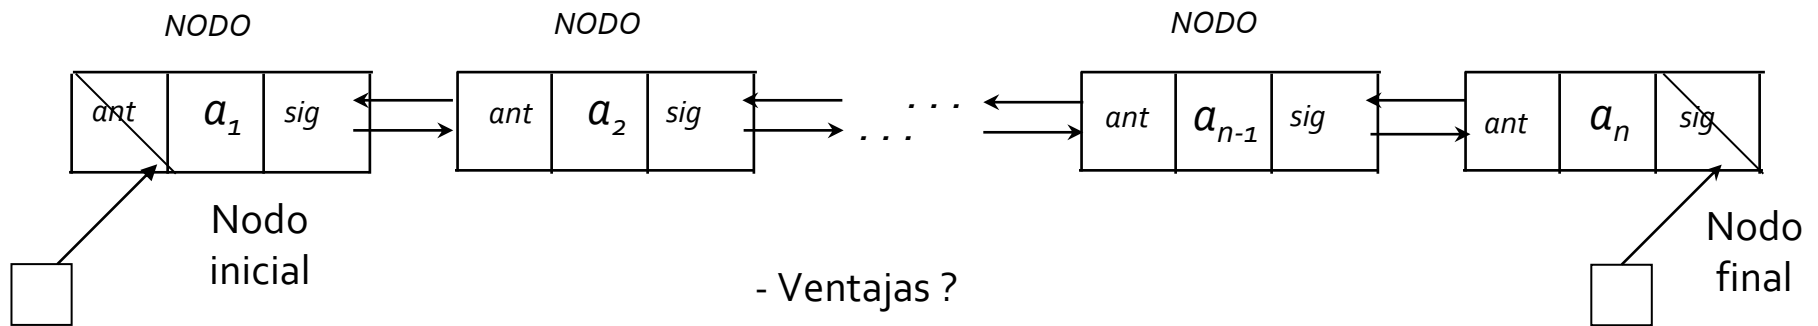 NODO NODO NODO
ant a1 sig ant a2 sig . . . ant an-1 sig ant an sig
. . .
Nodo
inicial
Nodo
final
- Ventajas ?